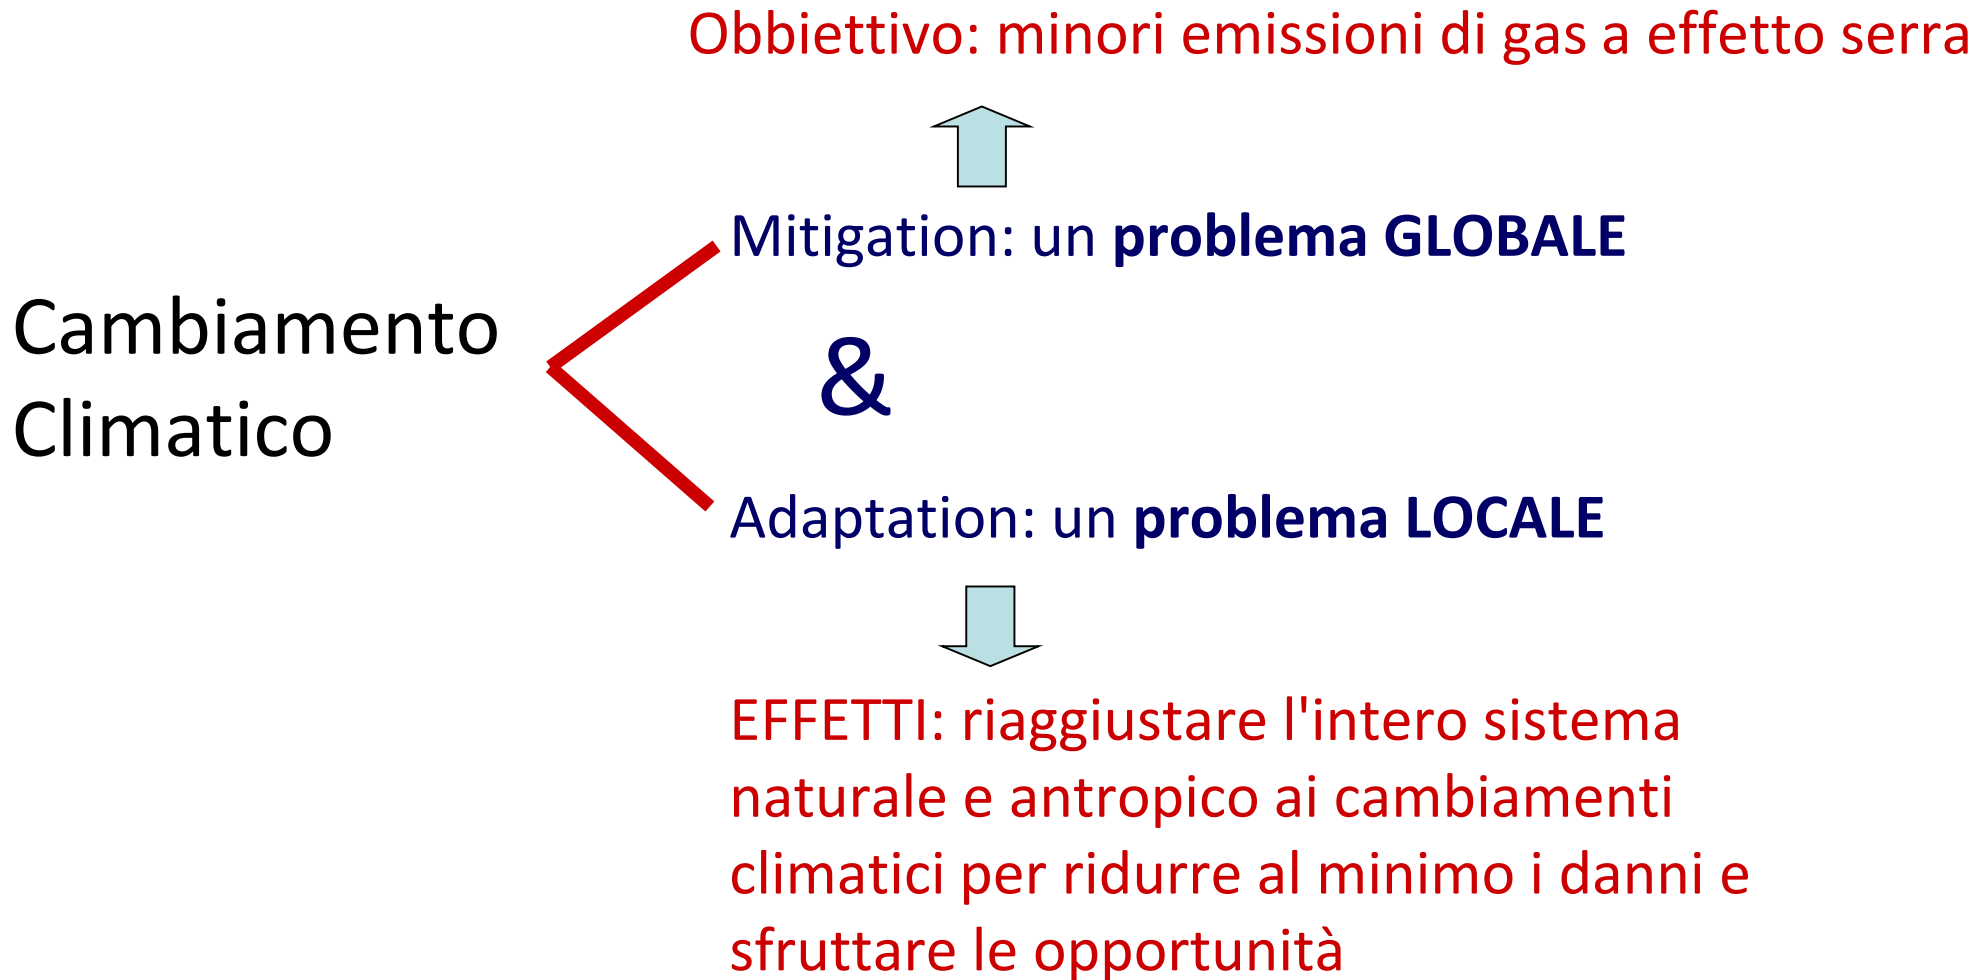 Obbiettivo: minori emissioni di gas a effetto serra
Mitigation: un problema GLOBALE
Cambiamento
Climatico
&
Adaptation: un problema LOCALE
EFFETTI: riaggiustare l'intero sistema
naturale e antropico ai cambiamenti
climatici per ridurre al minimo i danni e
sfruttare le opportunità